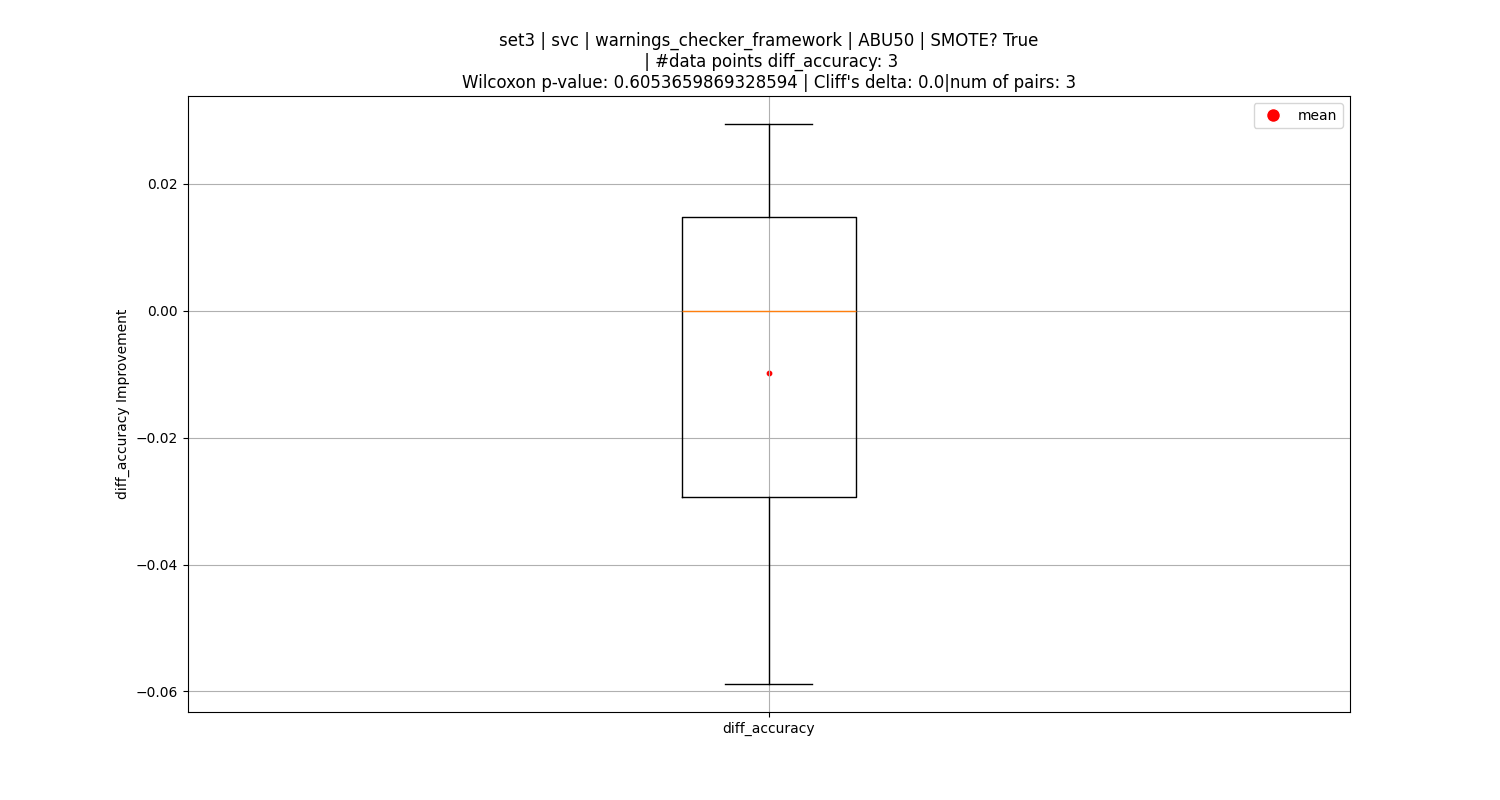 set3 | svc | warnings_checker_framework | ABU50 | SMOTE? True
| #data points diff_accuracy: 3
Wilcoxon p-value: 0.6053659869328594 | Cliff's delta: 0.0|num of pairs: 3
mean
0.02
0.00
−0.02
−0.04
−0.06
diff_accuracy Improvement
diff_accuracy